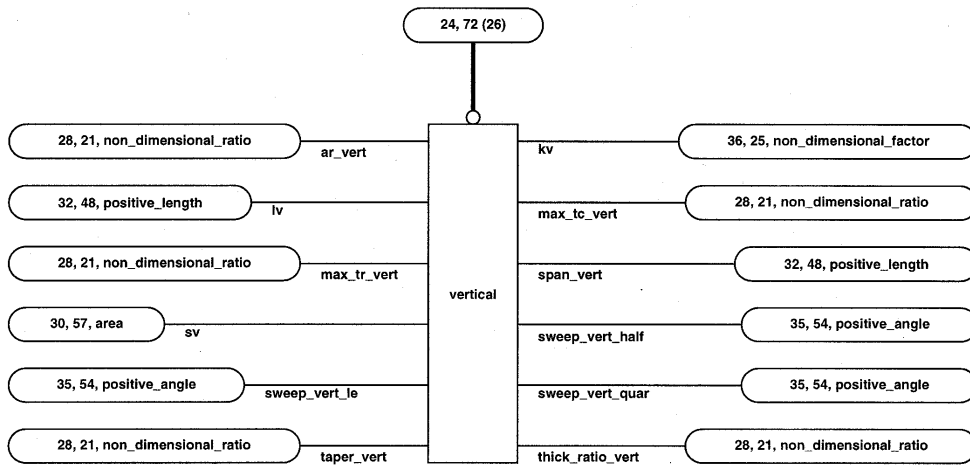 24, 72 (26)
28, 21, non_dimensional_ratio
ar_vert
kv
36, 25, non_dimensional_factor
32, 48, positive_length
lv
max_tc_vert
28, 21, non_dimensional_ratio
28, 21, non_dimensional_ratio
max_tr_vert
span_vert
32, 48, positive_length
vertical
30, 57, area
sv
sweep_vert_half
35, 54, positive_angle
35, 54, positive_angle
sweep_vert_le
sweep_vert_quar
35, 54, positive_angle
28, 21, non_dimensional_ratio
taper_vert
thick_ratio_vert
28, 21, non_dimensional_ratio